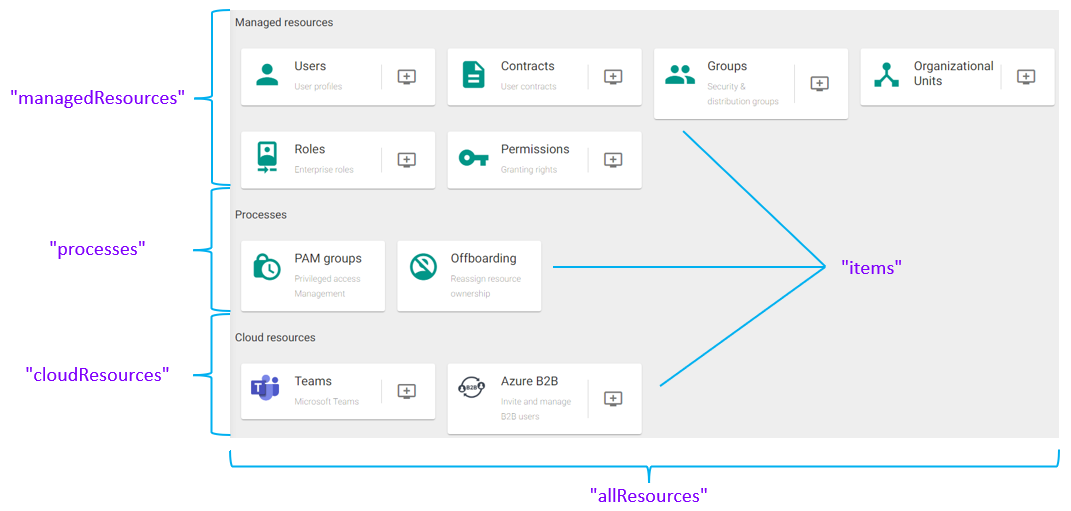 Managed resources
"managedResources"
Users
User profiles
Contracts
User contracts
Groups
Security &
distribution groups
Organizational
Units
Roles
Enterprise roles
Permissions
Granting rights
"processes"
Processes
PAM groups
Privileged access
Management
Offboarding
Reassign resource
ownership
"items"
"cloudResources"
Cloud resources
T
Teams
Microsoft Teams
B2B
Azure B2B
Invite and manage
B2B users
"allResources"